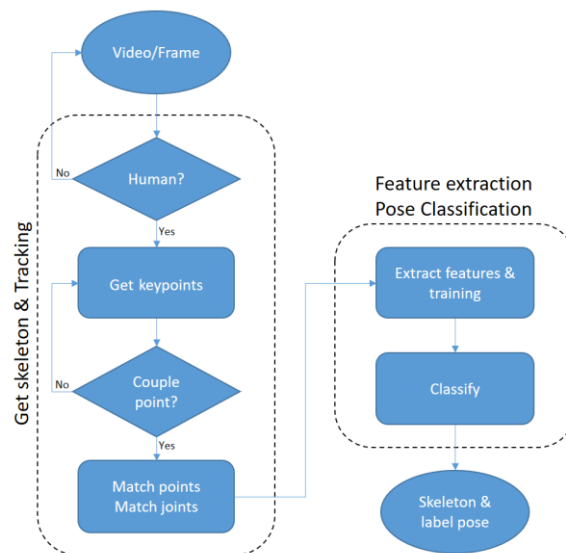 Video/Frame
Human?
No
Yes
Get keypoints
Couple
point?
No
Yes
Match points
Match joints
Get skeleton & Tracking
Feature extraction
Pose Classification
Extract features &
training
Classify
Skeleton &
label pose